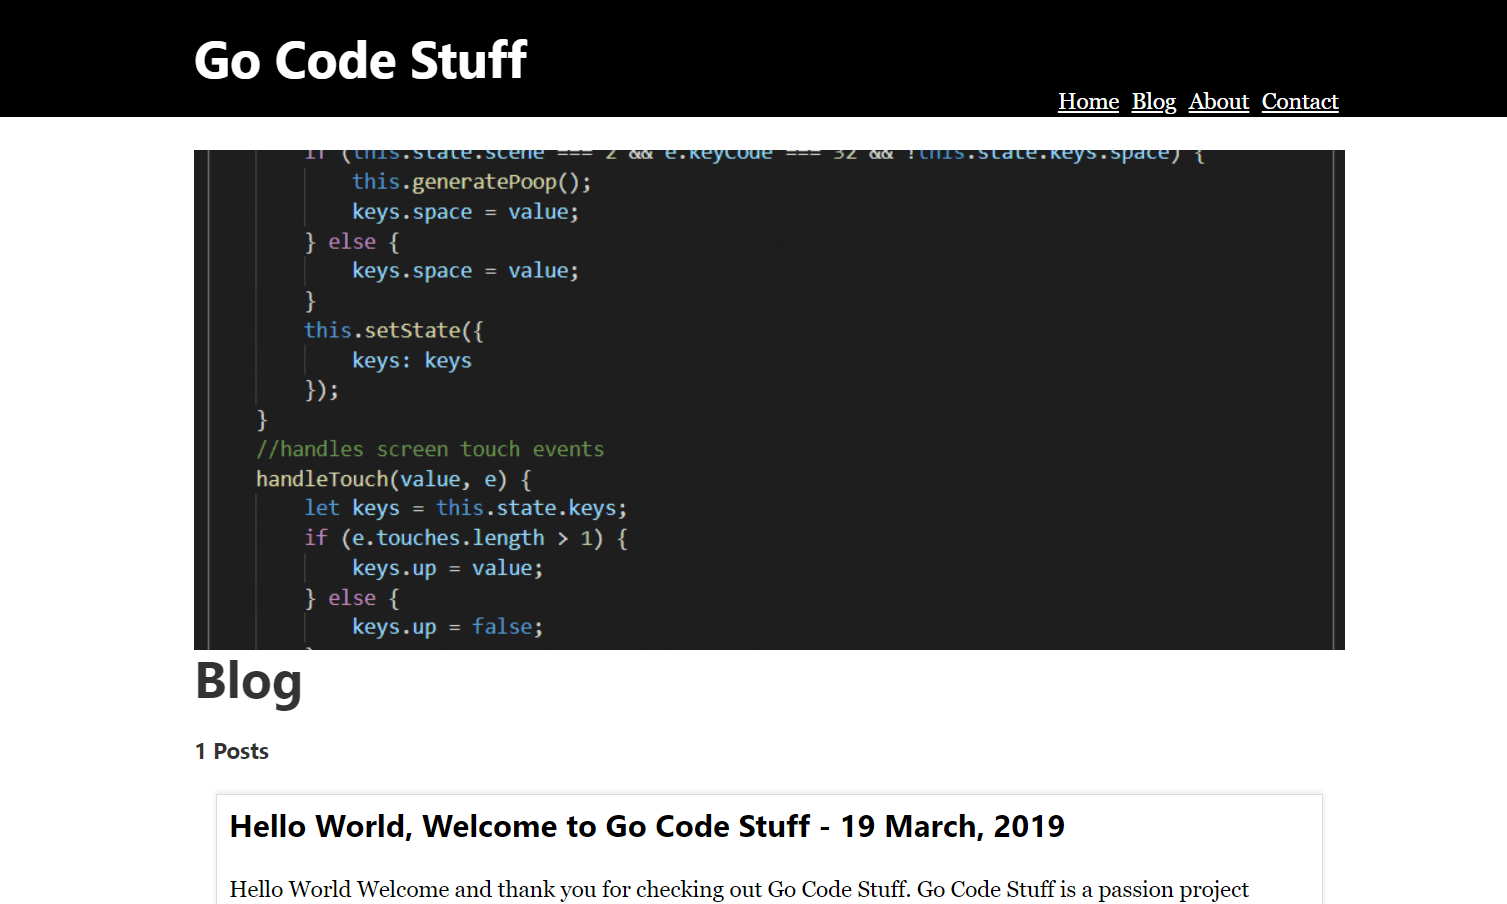 Go Code Stuff
Home Blog About Contact
if (this.state.scene === 2 && e.keyCode === 32 && !this.state.keys.space) {
this.generatePoop();
keys.space = value;
} else {
keys.space = value;
}
this.setState({
keys: keys
});
}
//handles screen touch events
handleTouch(value, e) {
let keys = this.state.keys;
if (e.touches.length > 1) {
keys.up = value;
} else {
keys.up = false;
Blog
1 Posts
Hello World, Welcome to Go Code Stuff - 19 March, 2019
Hello World Welcome and thank you for checking out Go Code Stuff. Go Code Stuff is a passion project